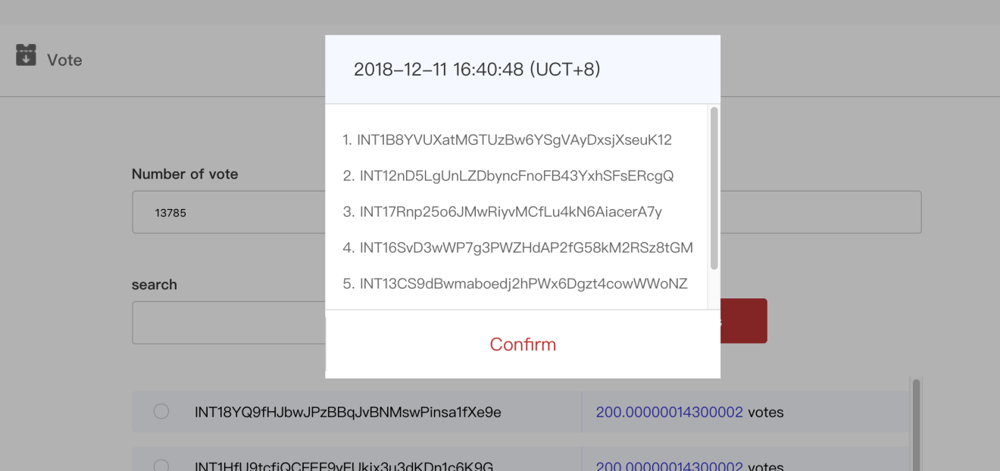 Vote
2018-12-11 16:40:48 (UCT+8)
1. INT1B8YVUXatMGTUzBw6YSgVAyDxsjXseuK12
2. INT12nD5LgUnLZDbyncFnoFB43YxhSFsERcgQ
3. INT17Rnp25o6JMwRiyvMCfLu4kN6AiacerA7y
4. INT16SvD3wWP7g3PWZHdAP2fG58kM2RSz8tGM
5. INT13CS9dBwmaboedj2hPWx6Dgzt4cowWWoNZ
Confirm
Number of vote
13785
search
INT18YQ9fHJbwJPzBBqJvBNMswPinsa1fXe9e 200.00000014300002 votes
200.00000014300002 votes